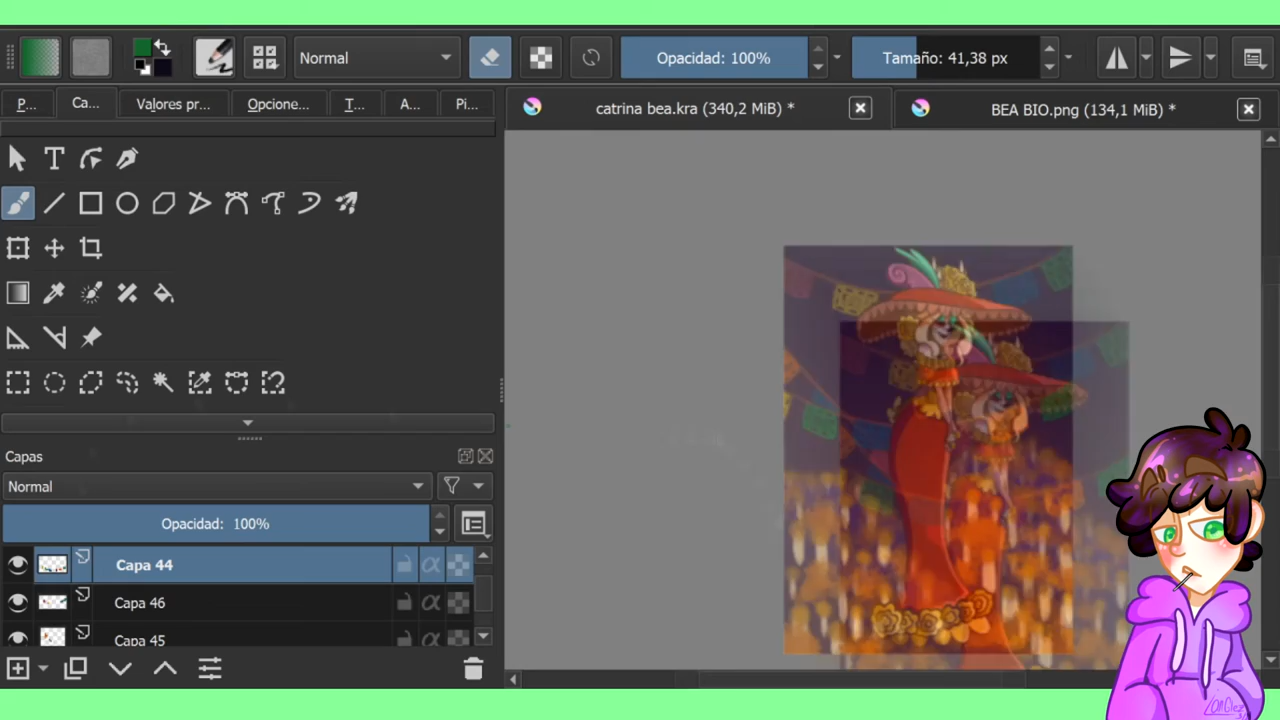 Normal
Opacidad: 100%
Tamaño: 41,38 px
P...
Ca...
Valores pr...
Opcione...
T...
A...
Pi...
catrina bea.kra (340,2 MiB) *
BEA BIO.png (134,1 MiB) *
Capas
Normal
Opacidad: 100%
Capa 44
Capa 46
Capa 45